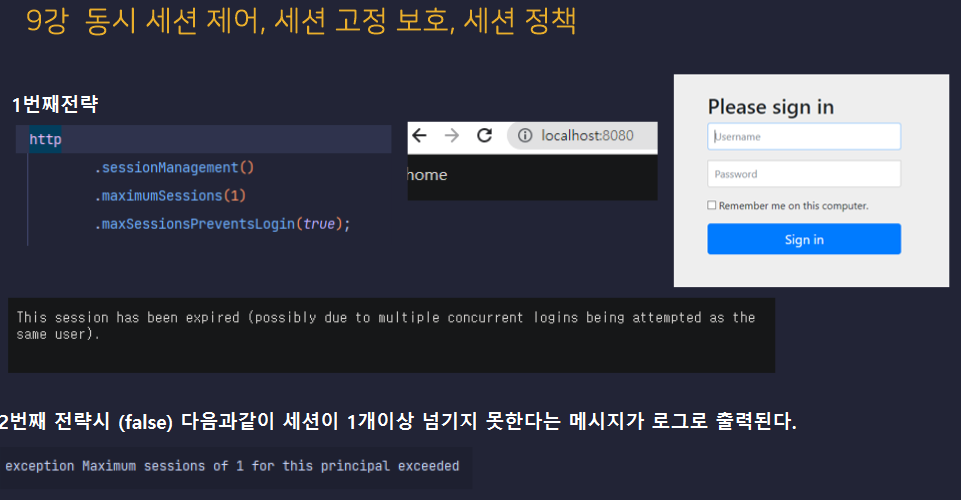 9강 동시 세션 제어, 세션 고정 보호, 세션 정책
1번째전략
http
.sessionManagement()
.maximumSessions(1)
.maxSessionsPreventsLogin(true);
localhost:8080
home
Please sign in
Username
Password
Remember me on this computer.
Sign in
This session has been expired (possibly due to multiple concurrent logins being attempted as the
same user).
2번째 전략시 (false) 다음과같이 세션이 1개이상 넘기지 못한다는 메시지가 로그로 출력된다.
exception Maximum sessions of 1 for this principal exceeded